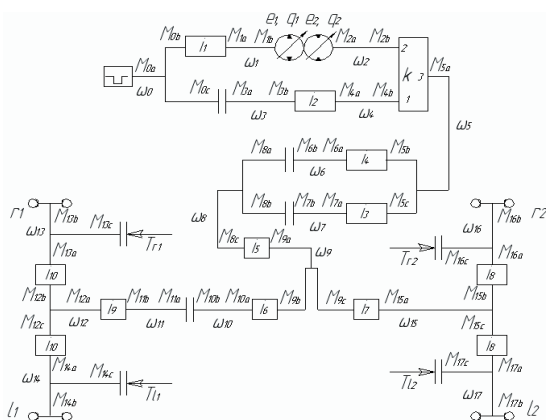 M0b I1 M1a M1b e1, q1 e2, q2 M2a M2b
ω1 ω2
M0a
ω0
2
k 3 M5a
1
M0c M3a M3b I2 M4a M4b
ω3 ω4
ω5
M8a M6b M6a I4 M5b
ω6
M8b M7b M7a I3 M5c
ω8 ω7
M8c I5 M9a
ω9
r1 M13b
ω13 M13c
Tr1
M13a
I10
r2 M16b
ω16
Tr2 M16c M16a
I8
M12b M12a I9 M11b M11a M10b M10a I6 M9b M9c I7 M15a M15b
ω12 ω11 ω10 ω15
M12c M15c
I10 I8
M14a M14c
ω14 Tl1
M14b
l1
M17c M17a
Tl2
ω17 M17b
l2